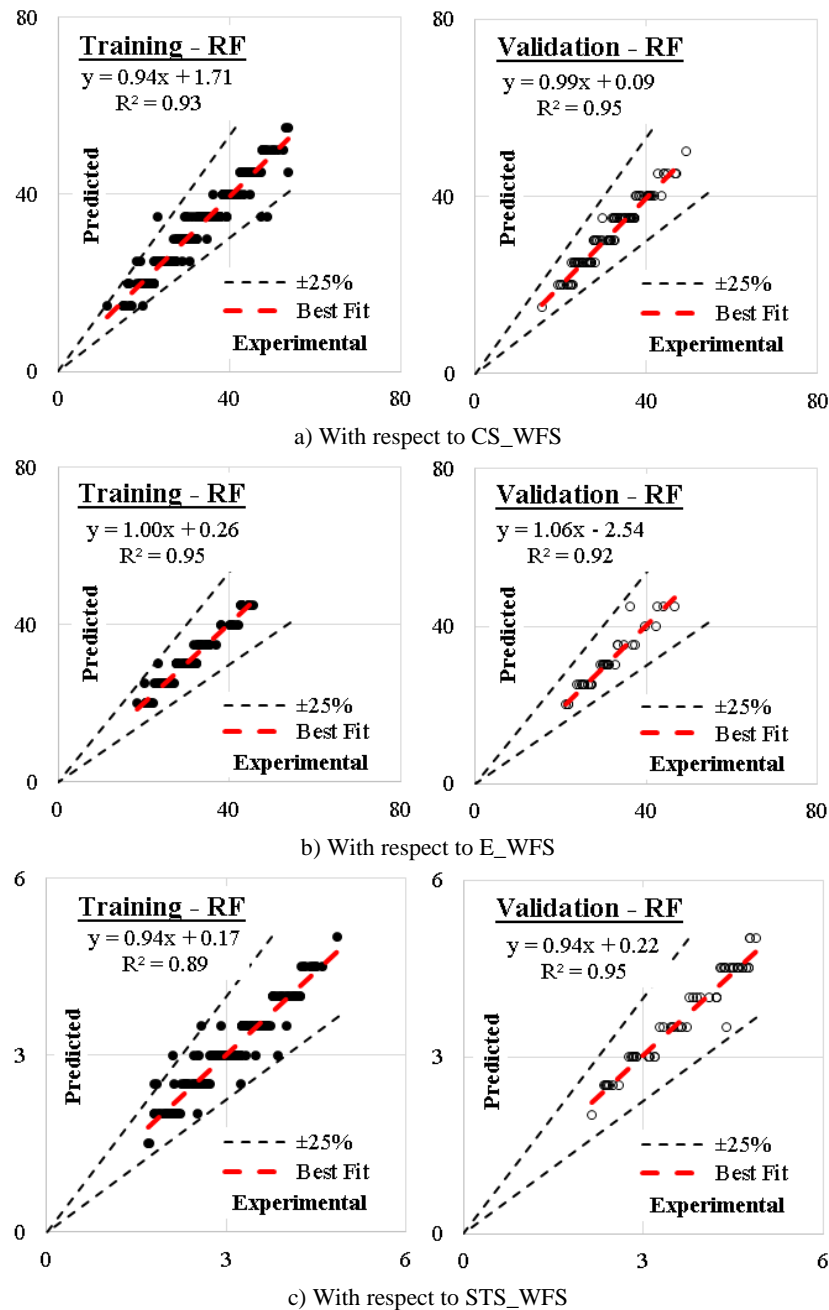 80
Training - RF
y = 0.94x + 1.71
R² = 0.93
40
Predicted
±25%
Best Fit
Experimental
0
0
40
80
80
Validation - RF
y = 0.99x + 0.09
R² = 0.95
40
Predicted
±25%
Best Fit
Experimental
0
0
40
80
a) With respect to CS_WFS
80
Training - RF
y = 1.00x + 0.26
R² = 0.95
40
Predicted
±25%
Best Fit
Experimental
0
0
40
80
80
Validation - RF
y = 1.06x - 2.54
R² = 0.92
40
Predicted
±25%
Best Fit
Experimental
0
0
40
80
b) With respect to E_WFS
6
Training - RF
y = 0.94x + 0.17
R² = 0.89
3
Predicted
±25%
Best Fit
Experimental
0
0
3
6
6
Validation - RF
y = 0.94x + 0.22
R² = 0.95
3
Predicted
±25%
Best Fit
Experimental
0
0
3
6
c) With respect to STS_WFS